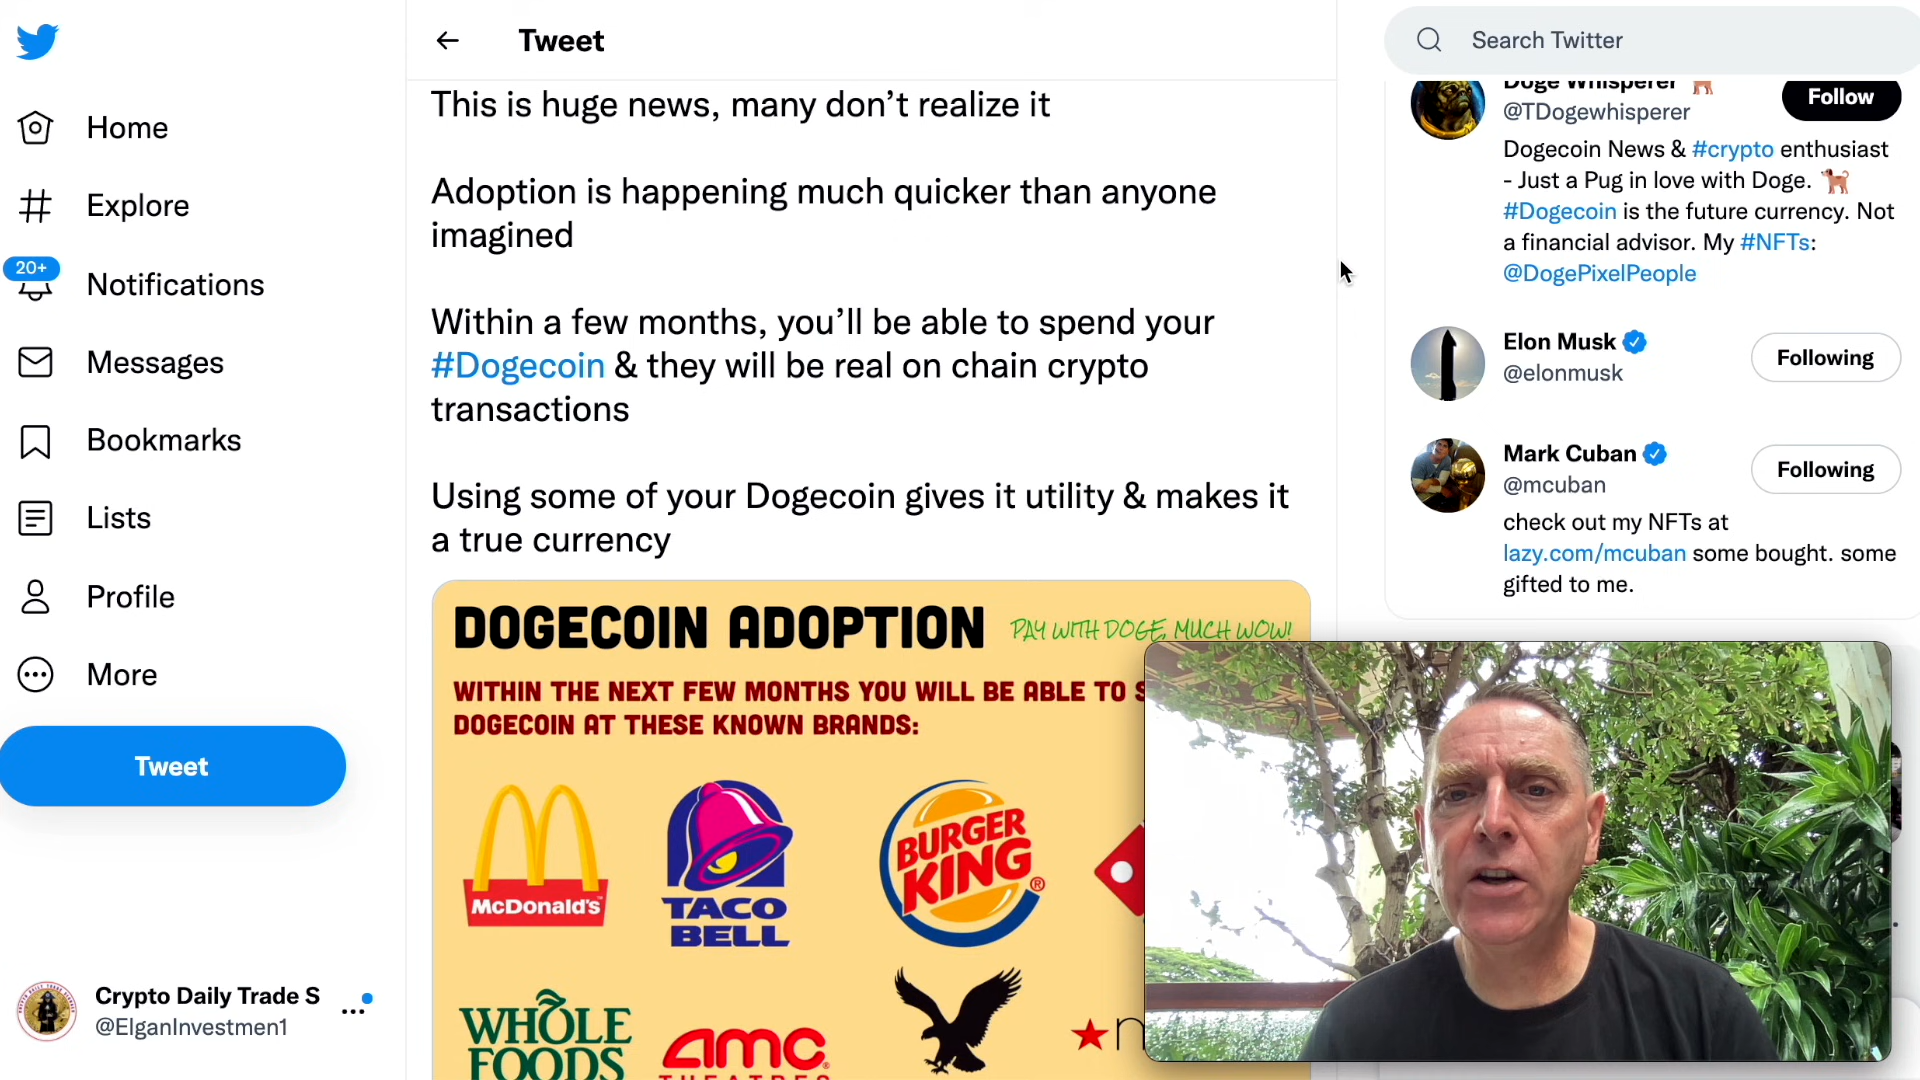 Home
Explore
20+
Notifications
Messages
Bookmarks
Lists
Profile
More
Tweet
Crypto Daily Trade S
@ElganInvestmen1
Tweet
This is huge news, many don’t realize it
Adoption is happening much quicker than anyone
imagined
Within a few months, you’ll be able to spend your
#Dogecoin & they will be real on chain crypto
transactions
Using some of your Dogecoin gives it utility & makes it
a true currency
DOGECOIN ADOPTION
PAY WITH DOGE, MUCH WOW!
WITHIN THE NEXT FEW MONTHS YOU WILL BE ABLE TO S
DOGECOIN AT THESE KNOWN BRANDS:
McDonald's
TACO
BELL
BURGER
KING®
WHOLE
FOODS
amc
THEATRES
Search Twitter
Doge Whisperer
@TDogewhisperer
Follow
Dogecoin News & #crypto enthusiast
- Just a Pug in love with Doge.
#Dogecoin is the future currency. Not
a financial advisor. My #NFTs:
@DogePixelPeople
Elon Musk
@elonmusk
Following
Mark Cuban
@mcuban
Following
check out my NFTs at
lazy.com/mcuban some bought. some
gifted to me.